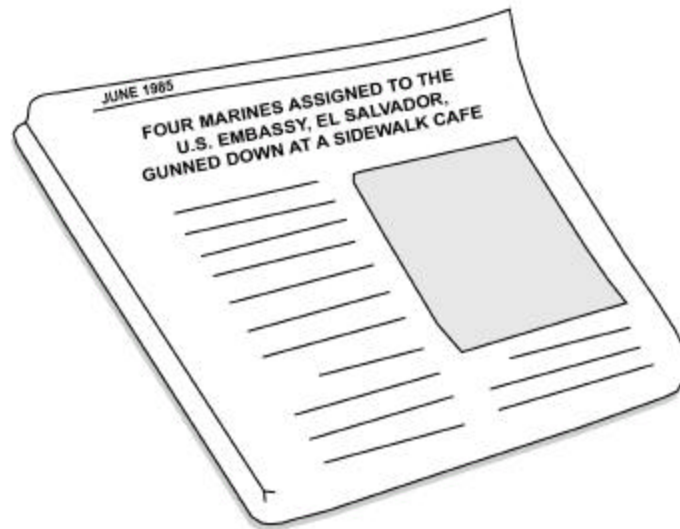 JUNE 1985
FOUR MARINES ASSIGNED TO THE
U.S. EMBASSY, EL SALVADOR,
GUNNED DOWN AT A SIDEWALK CAFE